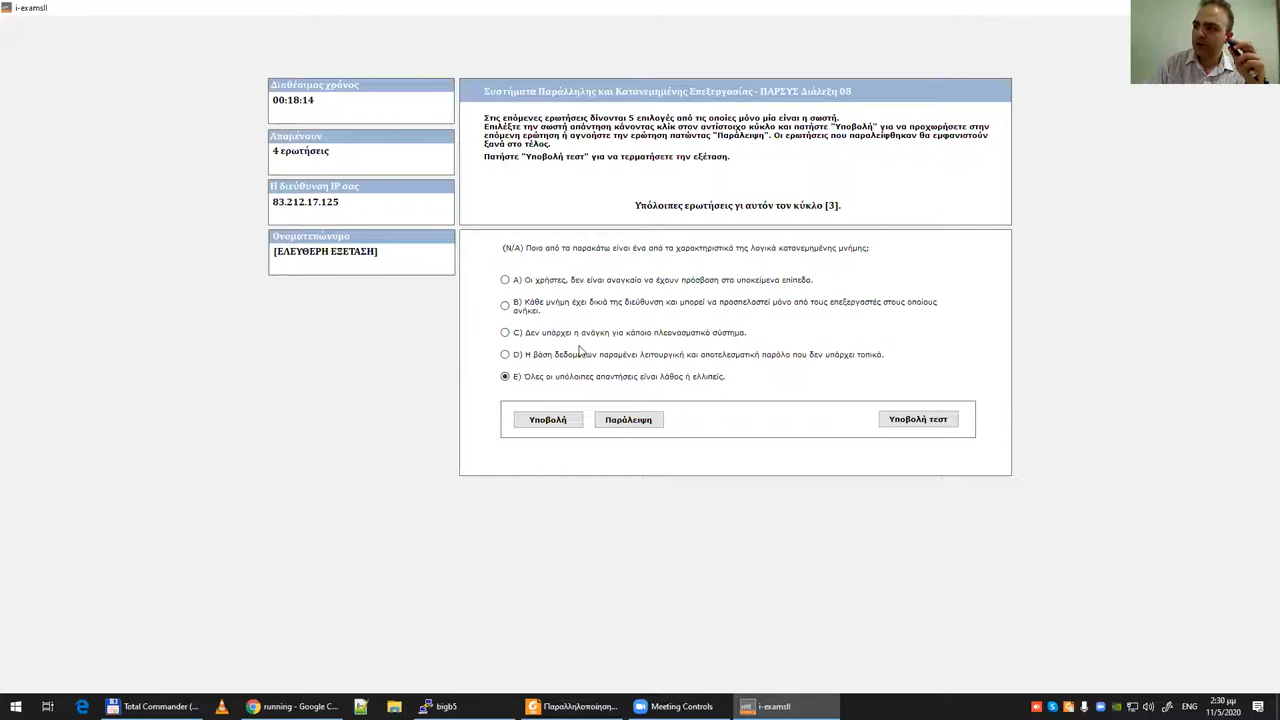 i-examsll
Διαθέσιμος χρόνος
00:18:14
Απομένουν
4 ερωτήσεις
Η διεύθυνση IP σας
83.212.17.125
Ονοματεπώνυμο
[ΕΛΕΥΘΕΡΗ ΕΞΕΤΑΣΗ]
Συστήματα Παράλληλης και Κατανεμημένης Επεξεργασίας - ΠΑΡΣΥΣ Διάλεξη 08
Στις επόμενες ερωτήσεις δίνονται 5 επιλογές από τις οποίες μόνο μία είναι η σωστή.
Επιλέξτε την σωστή απάντηση κάνοντας κλίκ στον αντίστοιχο κύκλο και πατήστε "Υποβολή" για να προχωρήσετε στην
επόμενη ερώτηση ή αγνοήστε την ερώτηση πατώντας "Παράλειψη". Οι ερωτήσεις που παραλείφθηκαν θα εμφανιστούν
ξανά στο τέλος.
Πατήστε "Υποβολή τεστ" για να τερματήσετε την εξέταση.
Υπόλοιπες ερωτήσεις γι αυτόν τον κύκλο [3].
(N/A) Ποιο από τα παρακάτω είναι ένα από τα χαρακτηριστικά της λογικά κατανεμημένης μνήμης;
A) Οι χρήστες, δεν είναι αναγκαίο να έχουν πρόσβαση στα υποκείμενα επίπεδα.
B) Κάθε μνήμη έχει δικιά της διεύθυνση και μπορεί να προσπελαστεί μόνο από τους επεξεργαστές στους οποίους
ανήκει.
C) Δεν υπάρχει η ανάγκη για κάποιο πλεονασματικό σύστημα.
D) Η βάση δεδομένων παραμένει λειτουργική και αποτελεσματική παρόλο που δεν υπάρχει τοπικά.
E) Όλες οι υπόλοιπες απαντήσεις είναι λάθος ή ελλιπείς.
Υποβολή Παράλειψη Υποβολή τεστ
Total Commander (... running - Google C... bigb5 Παραλληλοποίηση... Meeting Controls i-examsll ENG 2:30 μμ
11/5/2020